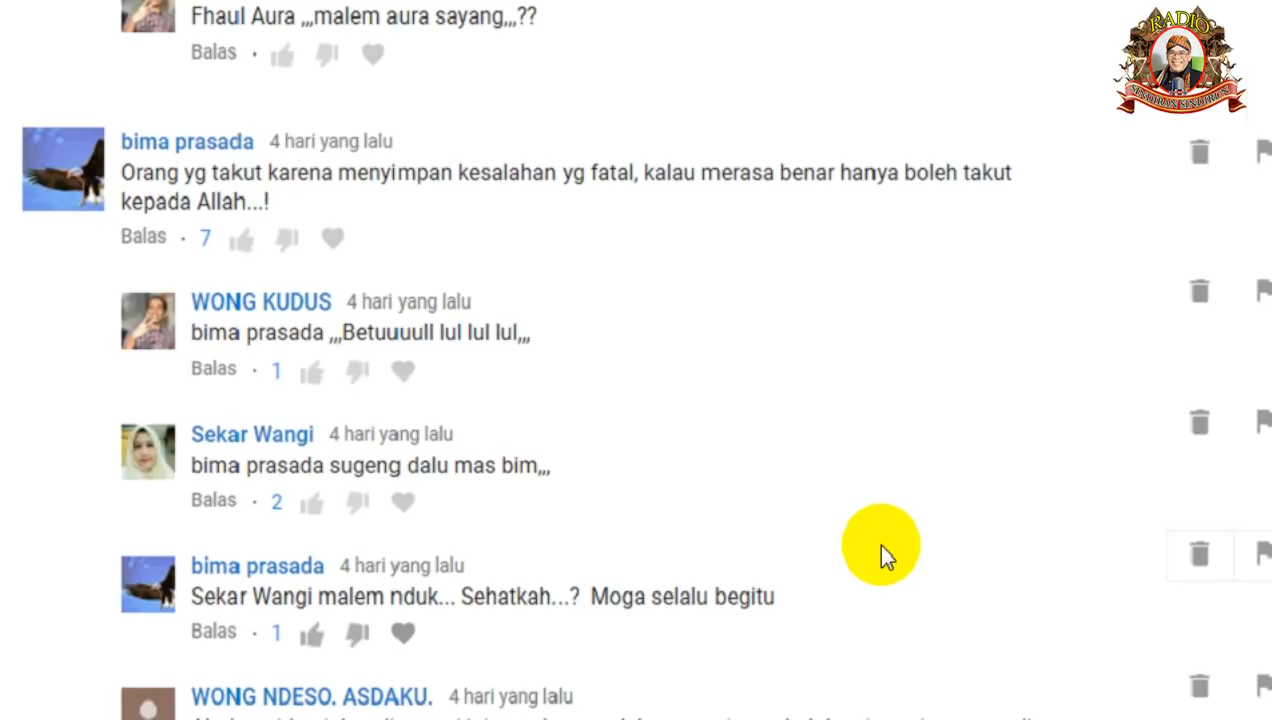 Fhaul Aura ,,,malem aura sayang,,,??
Balas
RADIO
SINDIRAN SINDIRUN
bima prasada 4 hari yang lalu
Orang yg takut karena menyimpan kesalahan yg fatal, kalau merasa benar hanya boleh takut
kepada Allah...!
Balas · 7
WONG KUDUS 4 hari yang lalu
bima prasada ,,,Betuuuull lul lul lul,,,
Balas · 1
Sekar Wangi 4 hari yang lalu
bima prasada sugeng dalu mas bim,,,
Balas · 2
bima prasada 4 hari yang lalu
Sekar Wangi malem nduk... Sehatkah...? Moga selalu begitu
Balas · 1
WONG NDESO. ASDAKU. 4 hari yang lalu